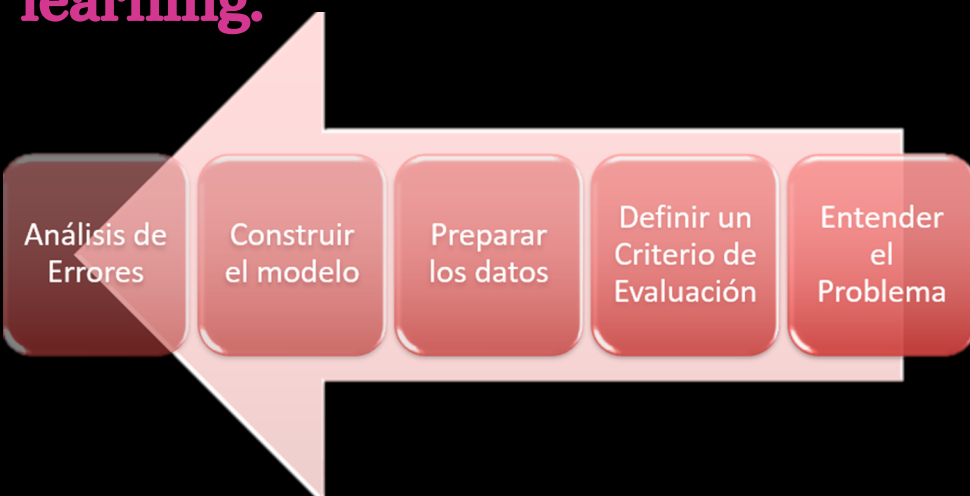 learning.
Análisis de
Errores
Construir
el modelo
Preparar
los datos
Definir un
Criterio de
Evaluación
Entender
el
Problema